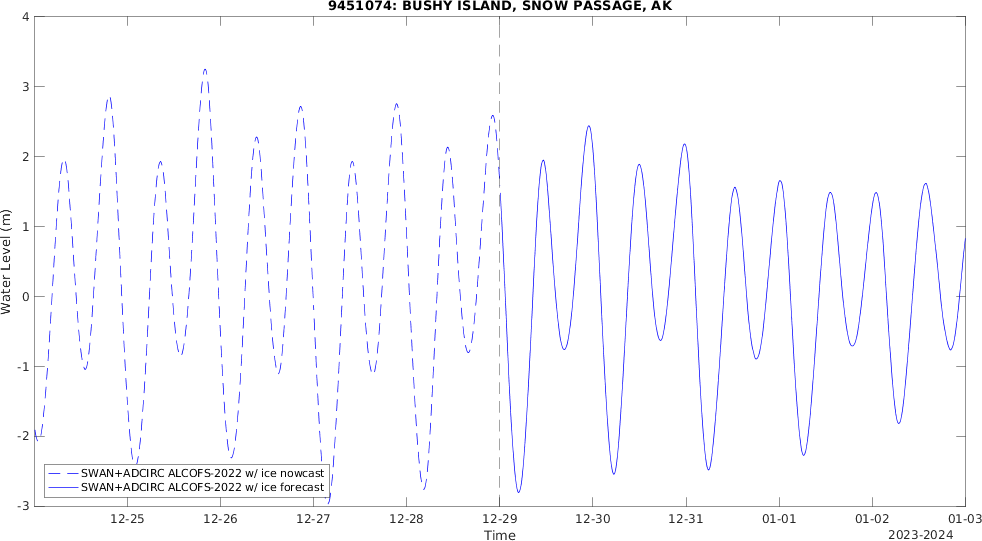 9451074: BUSHY ISLAND, SNOW PASSAGE, AK
Water Level (m)
4
3
2
1
0
-1
-2
-3
SWAN+ADCIRC ALCOFS-2022 w/ ice nowcast
SWAN+ADCIRC ALCOFS-2022 w/ ice forecast
12-25 12-26 12-27 12-28 12-29 12-30 12-31 01-01 01-02 01-03
Time
2023-2024